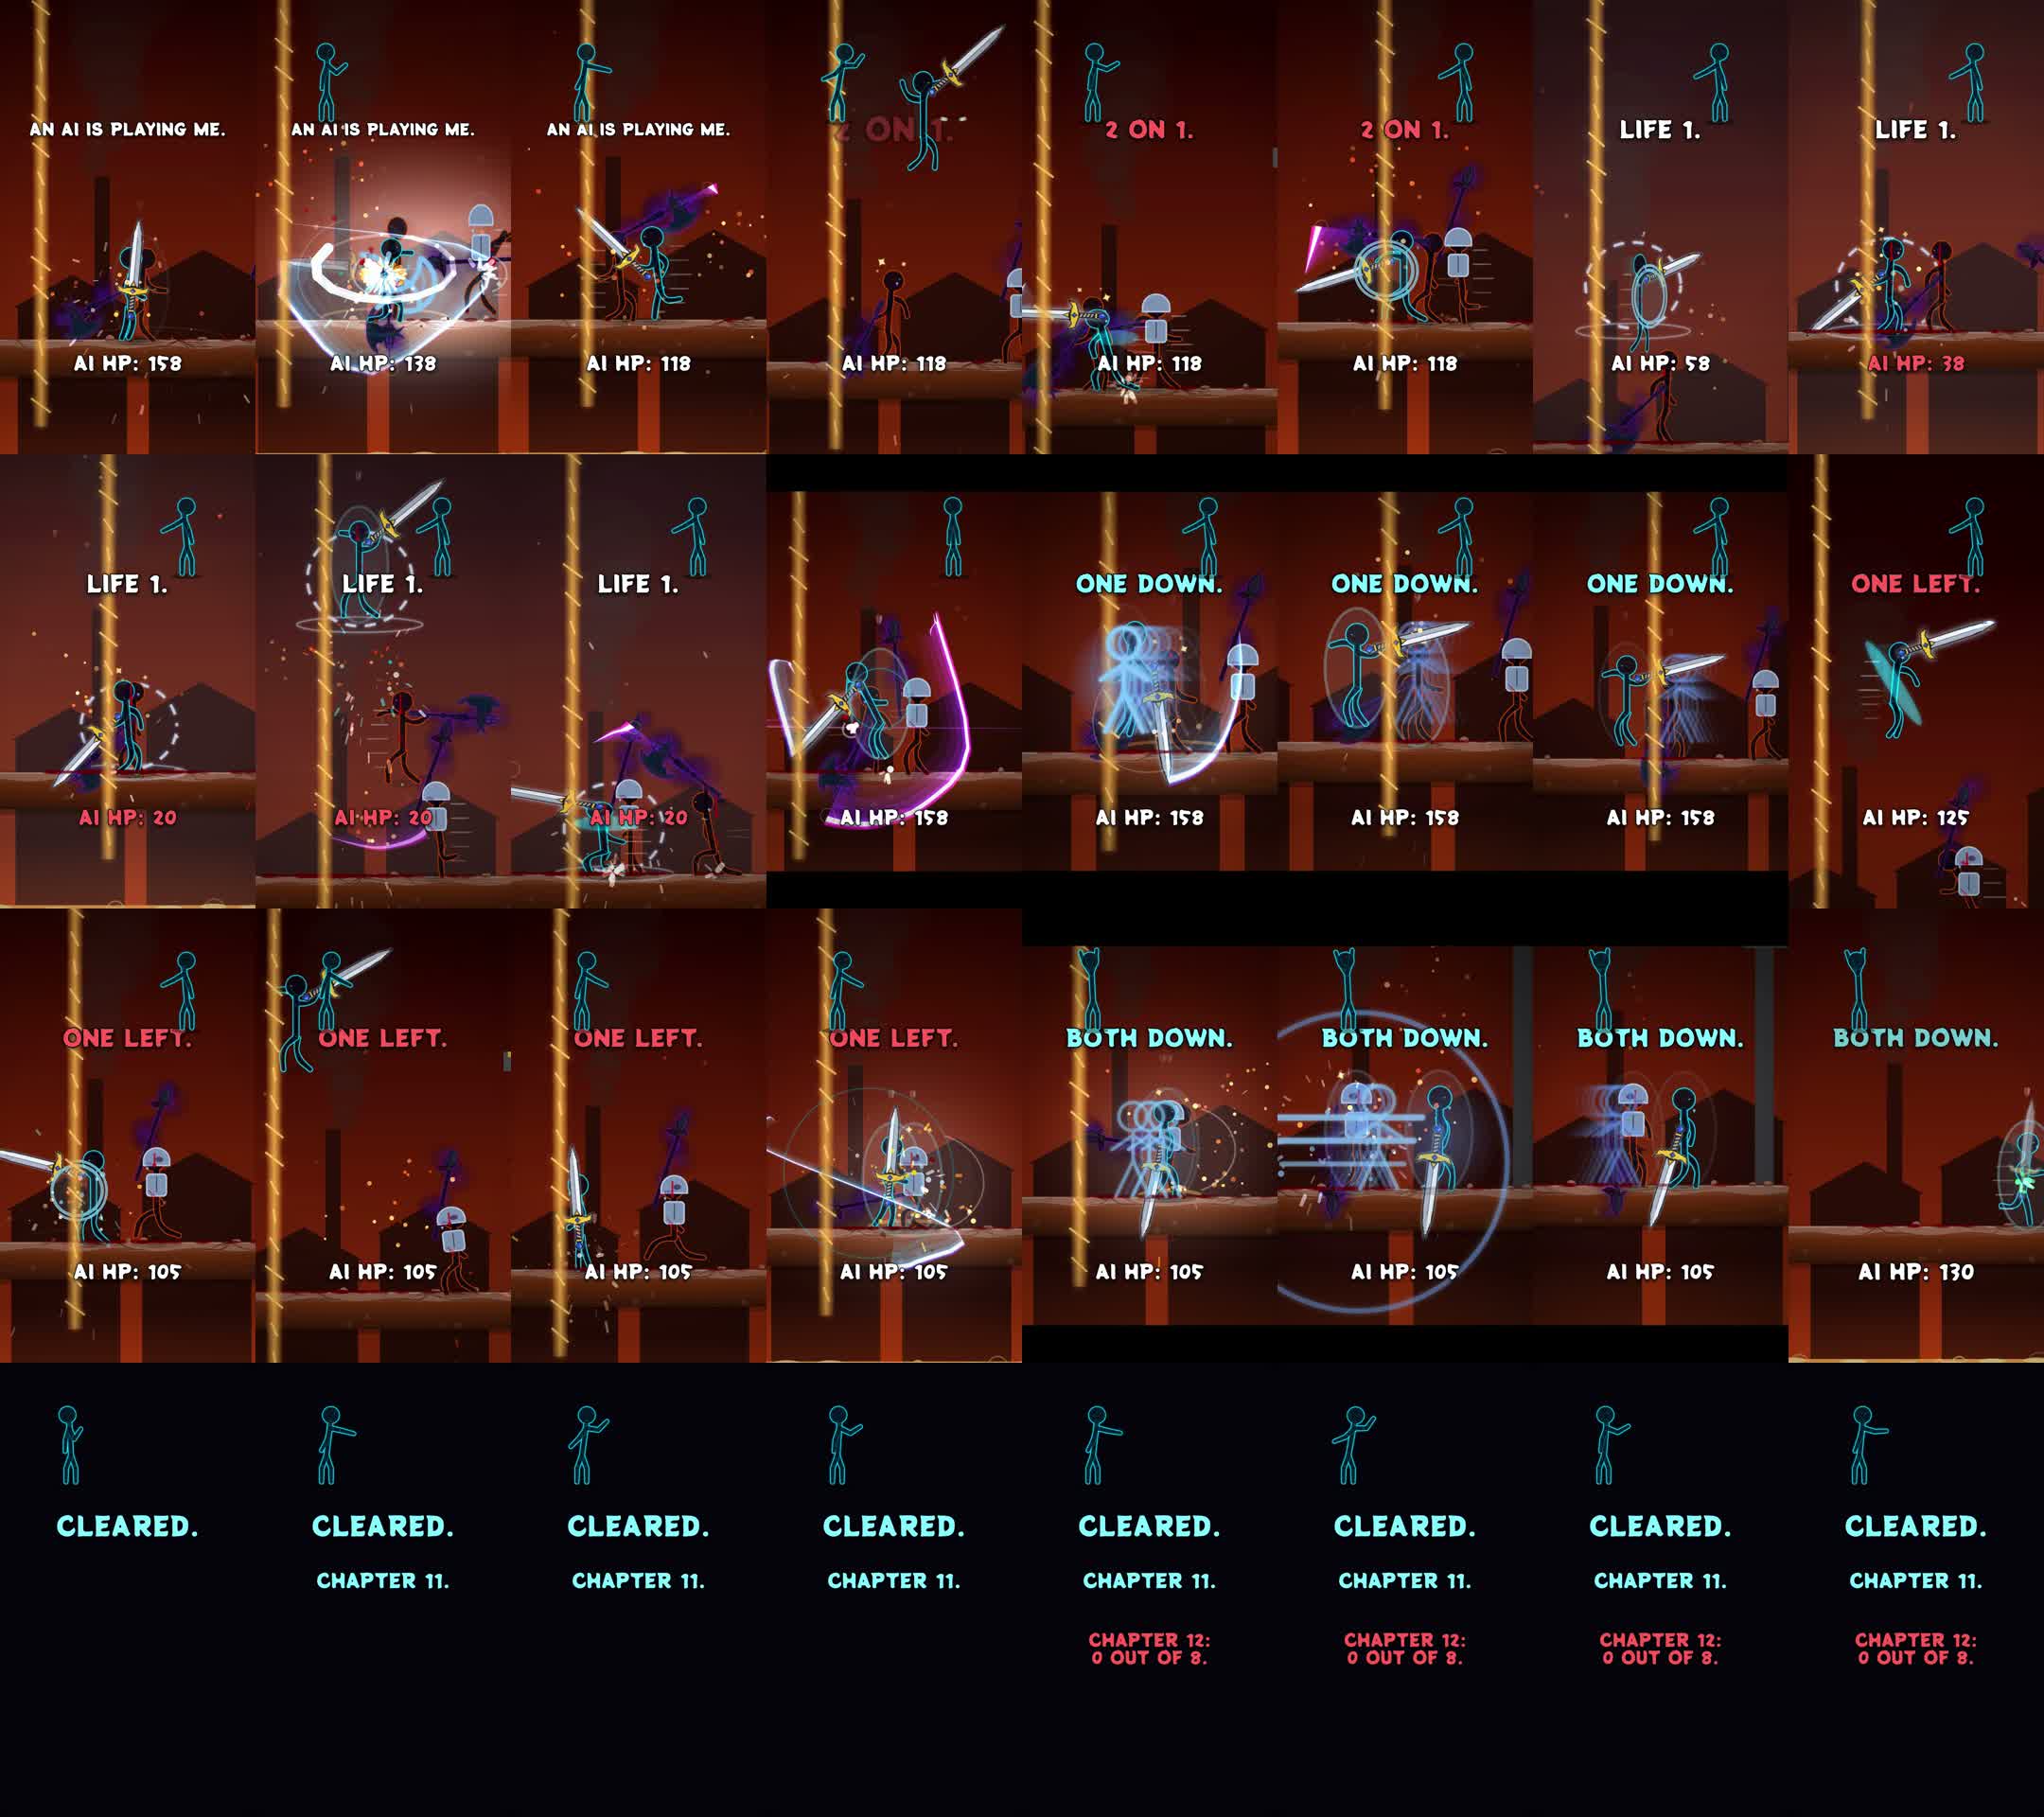 AN AI IS PLAYING ME.
AN AI IS PLAYING ME.
AN AI IS PLAYING ME.
2 ON 1.
2 ON 1.
2 ON 1.
LIFE 1.
LIFE 1.
AI HP: 158
AI HP: 138
AI HP: 118
AI HP: 118
AI HP: 118
AI HP: 118
AI HP: 58
AI HP: 38
LIFE 1.
LIFE 1.
LIFE 1.
ONE DOWN.
ONE DOWN.
ONE DOWN.
ONE LEFT.
AI HP: 20
AI HP: 20
AI HP: 20
AI HP: 158
AI HP: 158
AI HP: 158
AI HP: 158
AI HP: 125
ONE LEFT.
ONE LEFT.
ONE LEFT.
ONE LEFT.
BOTH DOWN.
BOTH DOWN.
BOTH DOWN.
BOTH DOWN.
AI HP: 105
AI HP: 105
AI HP: 105
AI HP: 105
AI HP: 105
AI HP: 105
AI HP: 105
AI HP: 130
CLEARED.
CLEARED.
CLEARED.
CLEARED.
CLEARED.
CLEARED.
CLEARED.
CLEARED.
CHAPTER 11.
CHAPTER 11.
CHAPTER 11.
CHAPTER 11.
CHAPTER 11.
CHAPTER 11.
CHAPTER 11.
CHAPTER 12:
0 OUT OF 8.
CHAPTER 12:
0 OUT OF 8.
CHAPTER 12:
0 OUT OF 8.
CHAPTER 12:
0 OUT OF 8.